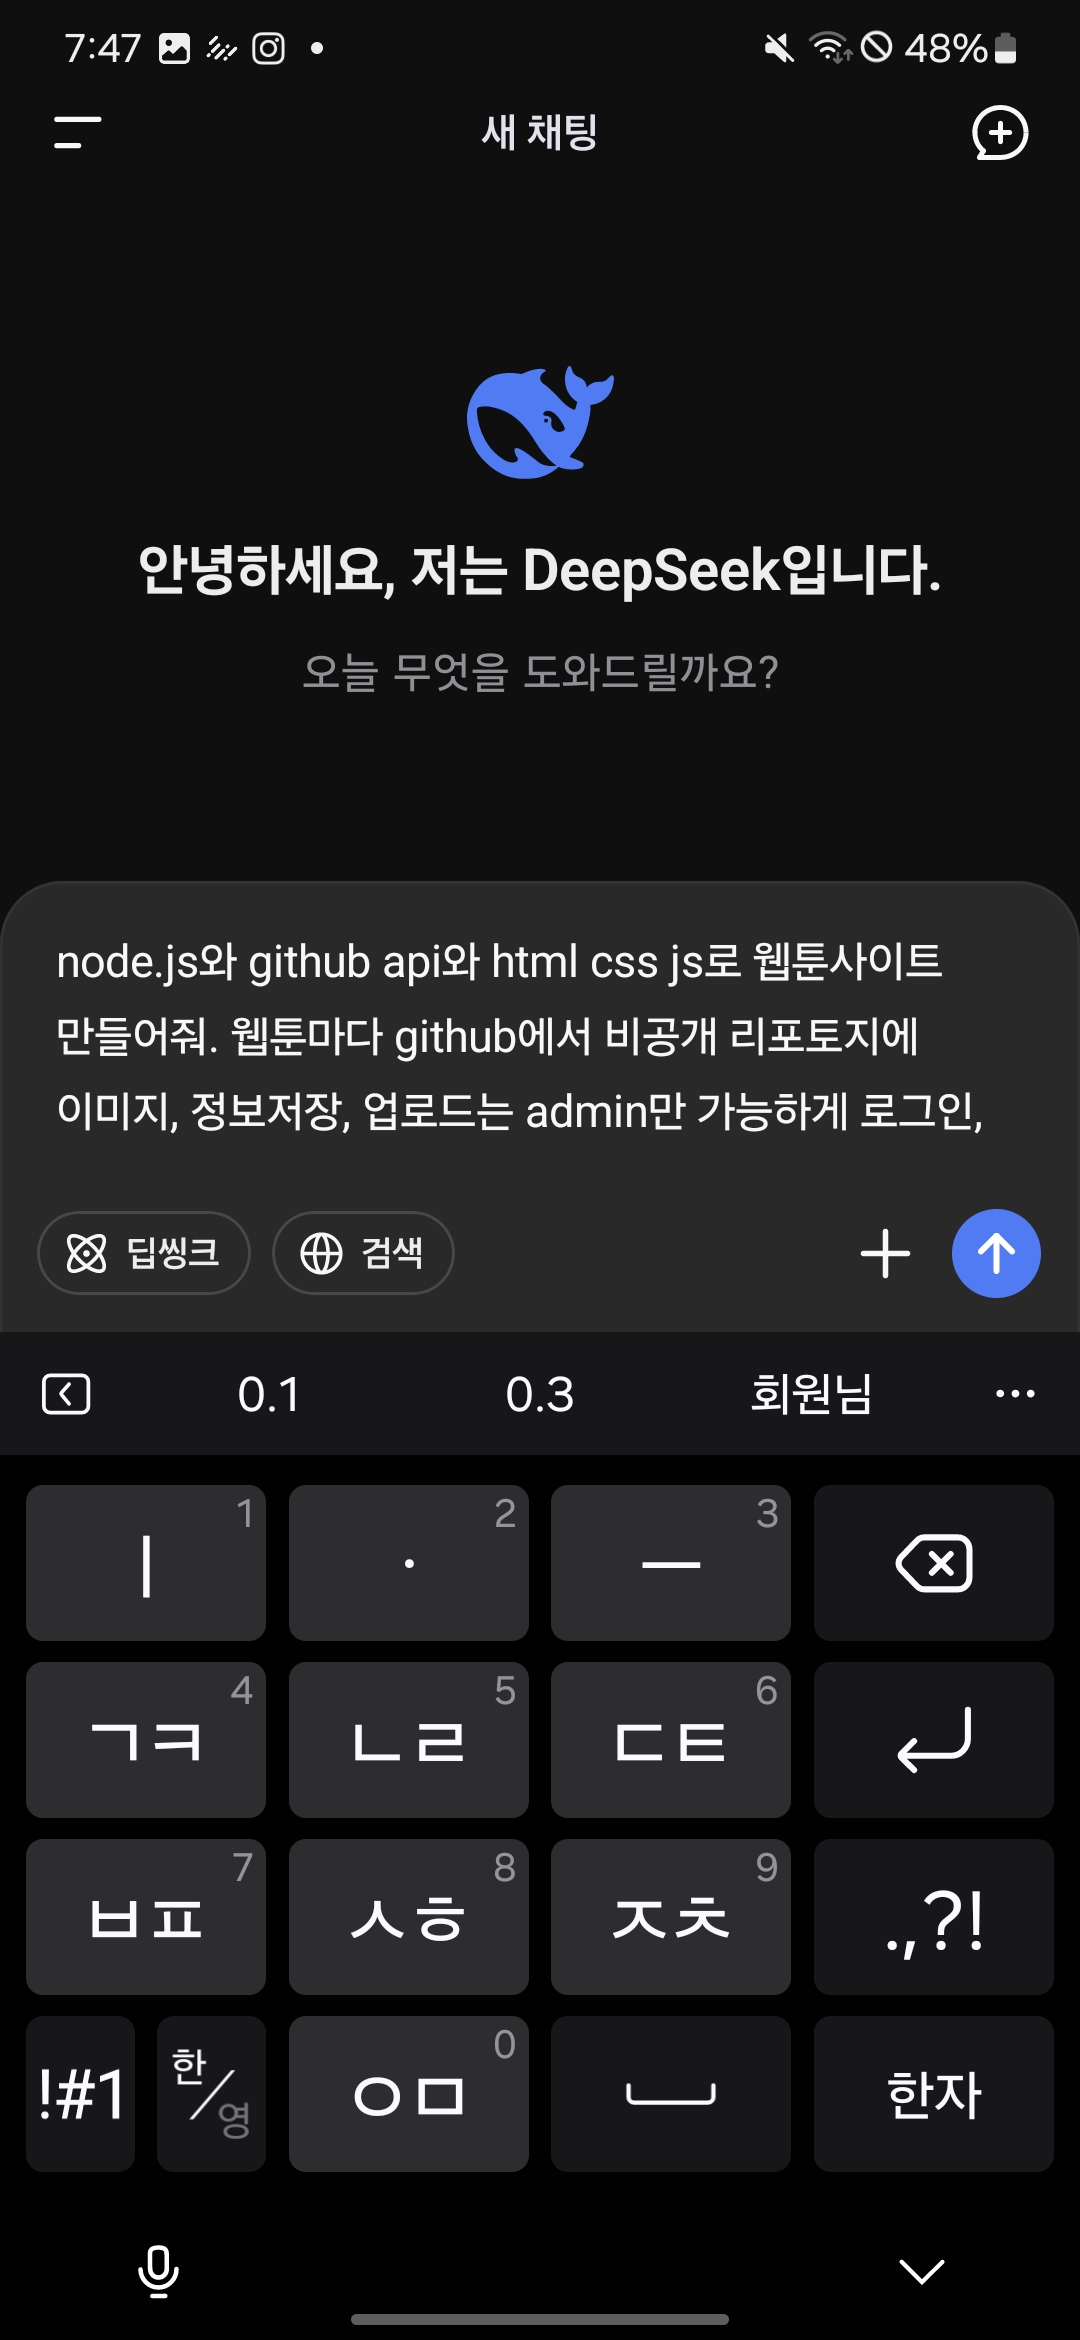 7:47
48%
새 채팅
안녕하세요, 저는 DeepSeek입니다.
오늘 무엇을 도와드릴까요?
node.js와 github api와 html css js로 웹툰사이트
만들어줘. 웹툰마다 github에서 비공개 리포토지에
이미지, 정보저장, 업로드는 admin만 가능하게 로그인,
딥씽크 검색
0.1 0.3 회원님 ···
1 ㅣ 2 · 3 ㅡ
4 ㄱㅋ 5 ㄴㄹ 6 ㄷㅌ
7 ㅂㅍ 8 ㅅㅎ 9 ㅈㅊ .,?!
!#1 한/영 0 ㅇㅁ 한자